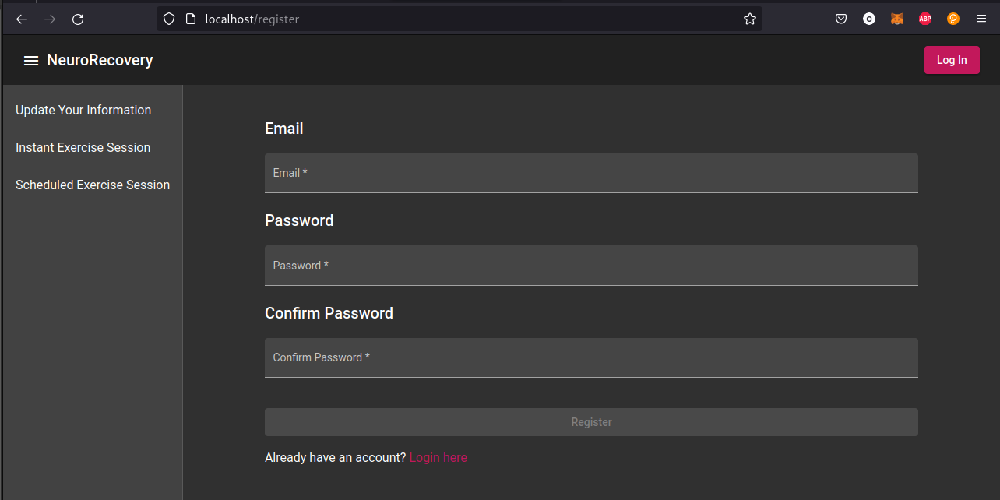 localhost/register
C
ABP
NeuroRecovery
Log In
Update Your Information
Instant Exercise Session
Scheduled Exercise Session
Email
Email *
Password
Password *
Confirm Password
Confirm Password *
Register
Already have an account? Login here